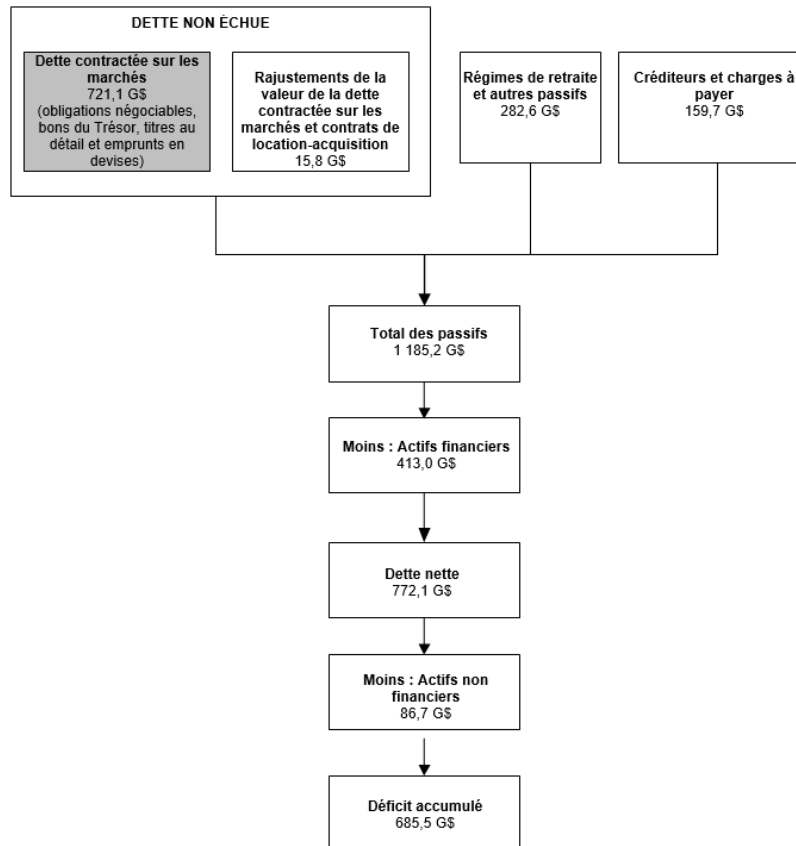 DETTE NON ÉCHUE
Dette contractée sur les
marchés
721,1 G$
(obligations négociables,
bons du Trésor, titres au
détail et emprunts en
devises)
Rajustements de la
valeur de la dette
contractée sur les
marchés et contrats de
location-acquisition
15,8 G$
Régimes de retraite
et autres passifs
282,6 G$
Créditeurs et charges à
payer
159,7 G$
Total des passifs
1 185,2 G$
Moins : Actifs financiers
413,0 G$
Dette nette
772,1 G$
Moins : Actifs non
financiers
86,7 G$
Déficit accumulé
685,5 G$